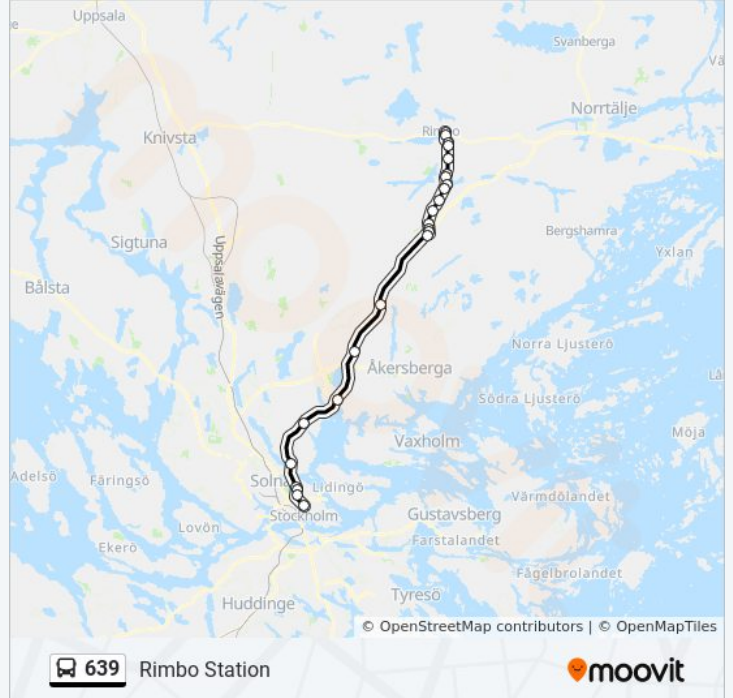 Uppsala
Svanberga
Norrtälje
Knivsta
Rimbo
Sigtuna
Bergshamra
Yxlan
Uppsalavägen
Bålsta
Norra Ljusterö
Åkersberga
Södra Ljusterö
Möja
Vaxholm
Adelsö
Färingsö
Solna
Lidingö
Värmdölandet
Stockholm
Gustavsberg
Lovön
Farstalandet
Ekerö
Fågelbrolandet
Tyresö
Huddinge
© OpenStreetMap contributors | © OpenMapTiles
639 Rimbo Station
moovit